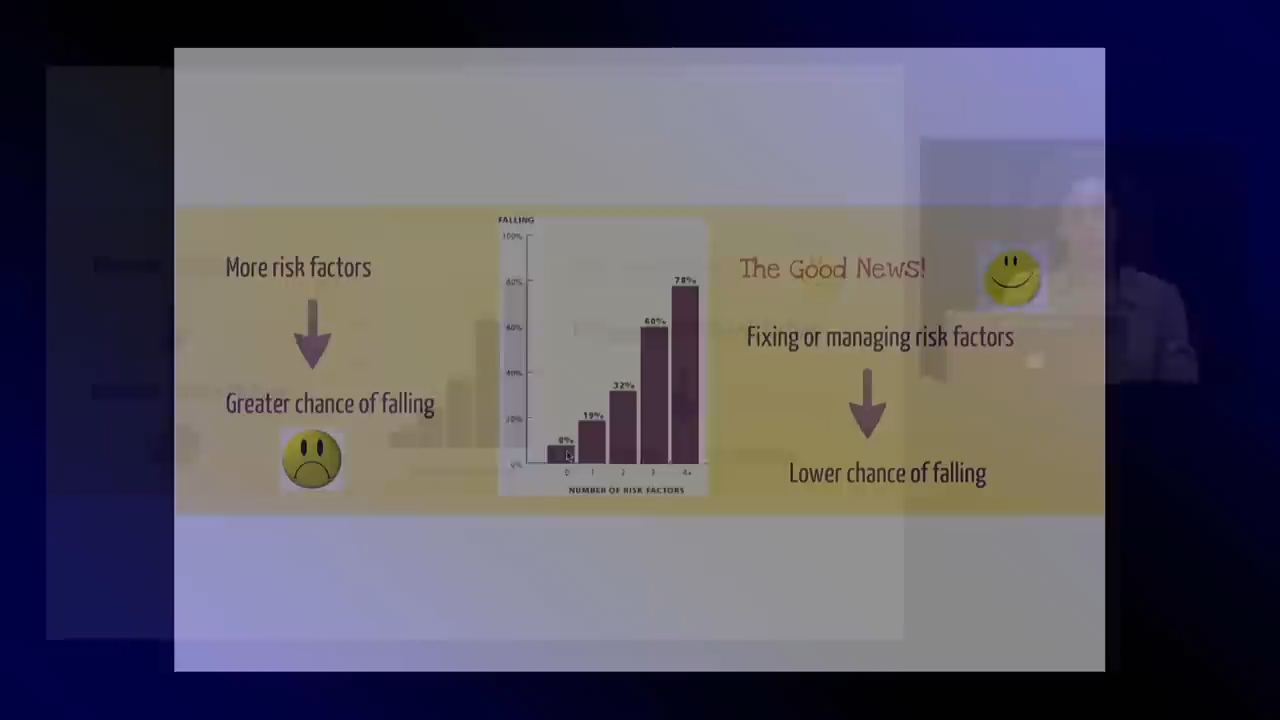 More risk factors
Greater chance of falling
FALLING
100%
80%
60%
40%
20%
0%
8%
19%
32%
60%
78%
0 1 2 3 4+
NUMBER OF RISK FACTORS
The Good News!
Fixing or managing risk factors
Lower chance of falling